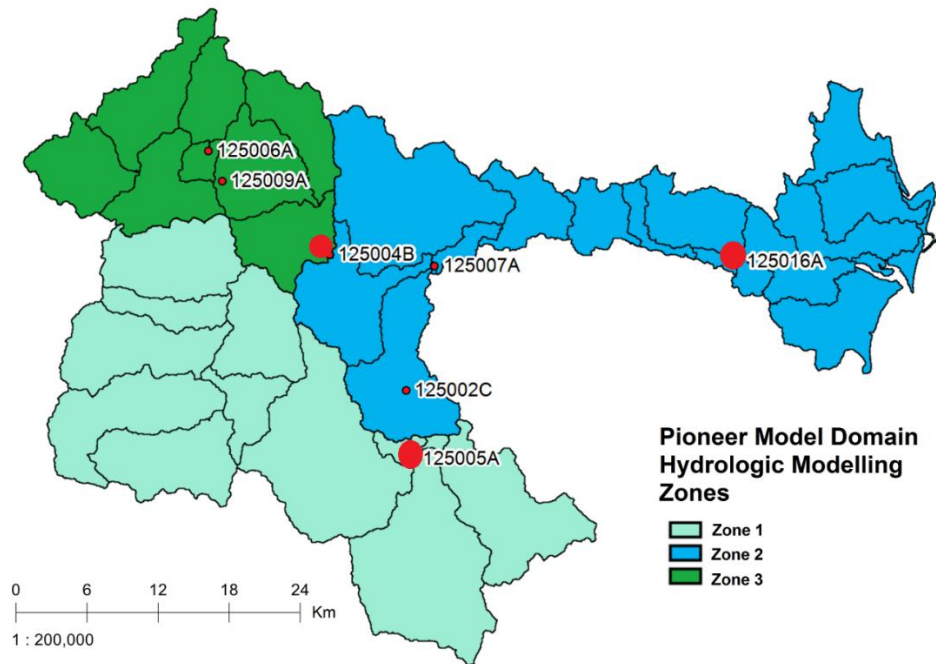 125006A
125009A
125004B
125007A
125016A
125002C
125005A
Pioneer Model Domain
Hydrologic Modelling
Zones
Zone 1
Zone 2
Zone 3
0 6 12 18 24
Km
1 : 200,000